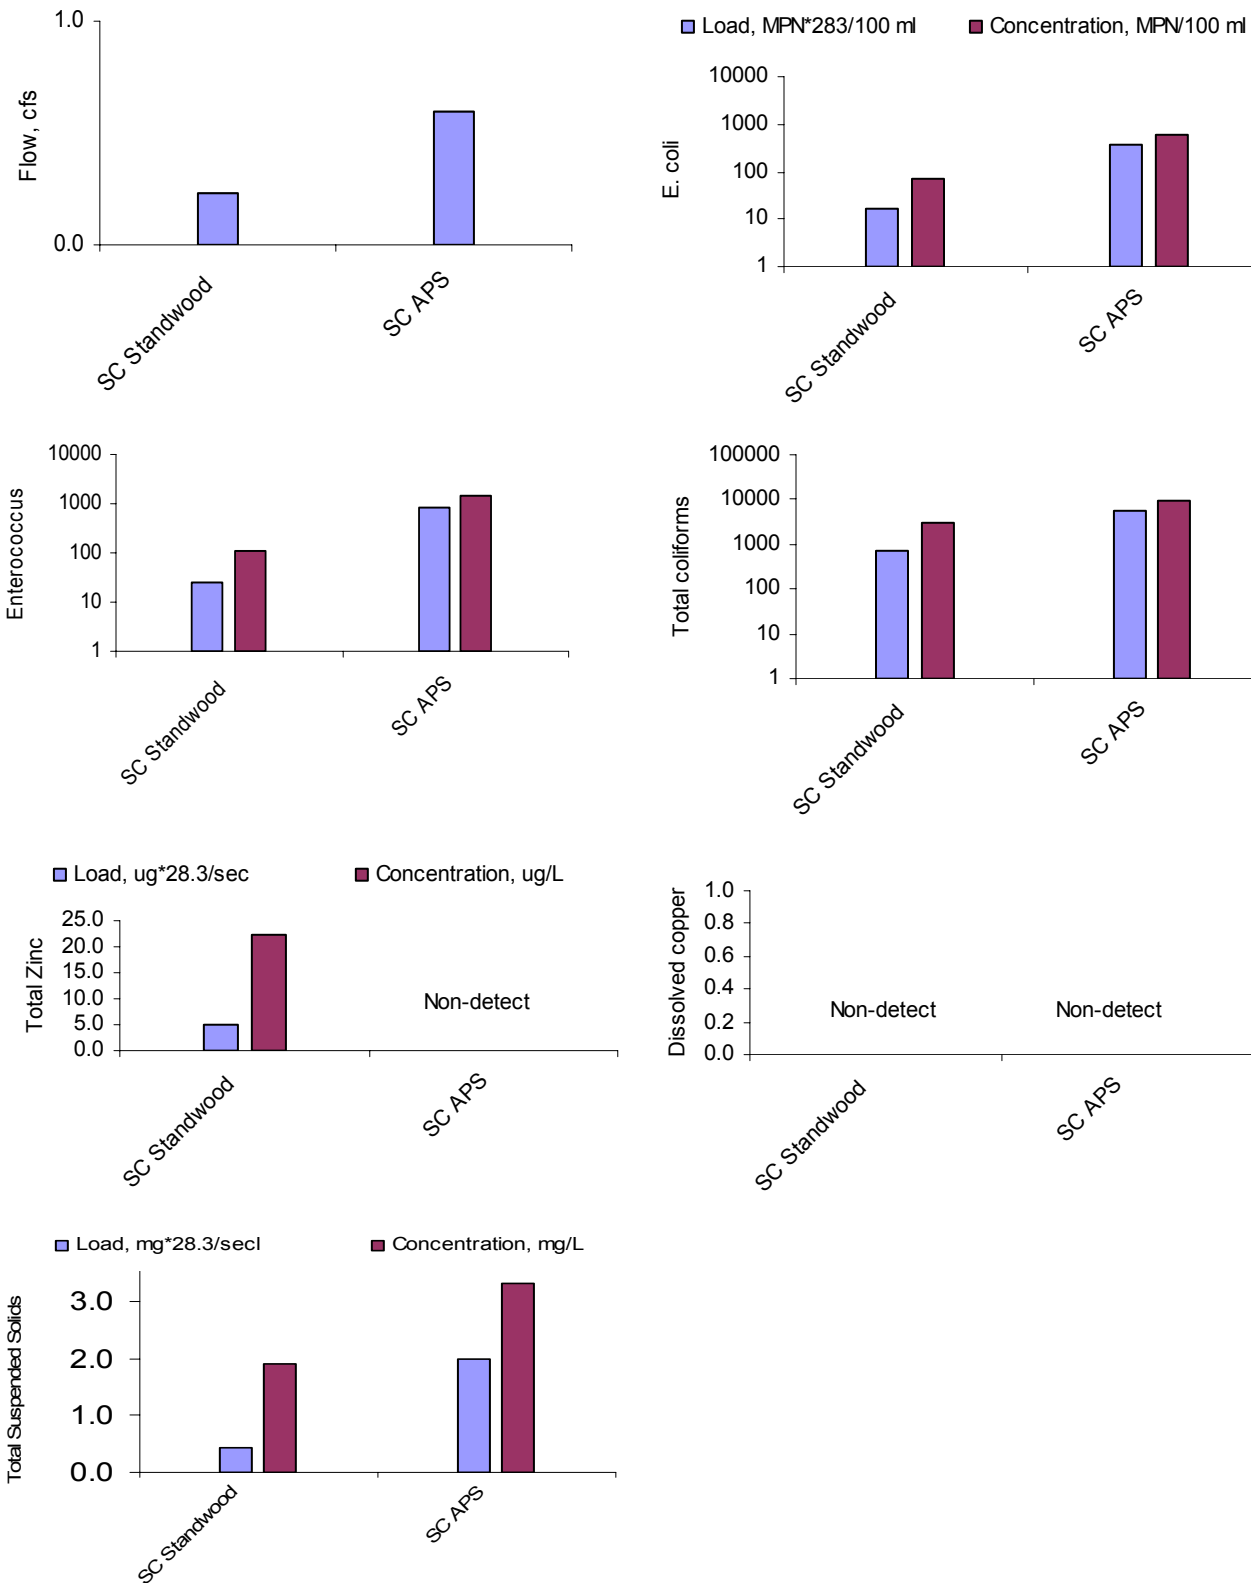 1.0
0.0
Flow, cfs
SC Standwood
SC APS
Load, MPN*283/100 ml
Concentration, MPN/100 ml
10000
1000
100
10
1
E. coli
SC Standwood
SC APS
10000
1000
100
10
1
Enterococcus
SC Standwood
SC APS
100000
10000
1000
100
10
1
Total coliforms
SC Standwood
SC APS
Load, ug*28.3/sec
Concentration, ug/L
25.0
20.0
15.0
10.0
5.0
0.0
Total Zinc
Non-detect
SC Standwood
SC APS
1.0
0.8
0.6
0.4
0.2
0.0
Dissolved copper
Non-detect
Non-detect
SC Standwood
SC APS
Load, mg*28.3/secl
Concentration, mg/L
3.0
2.0
1.0
0.0
Total Suspended Solids
SC Standwood
SC APS